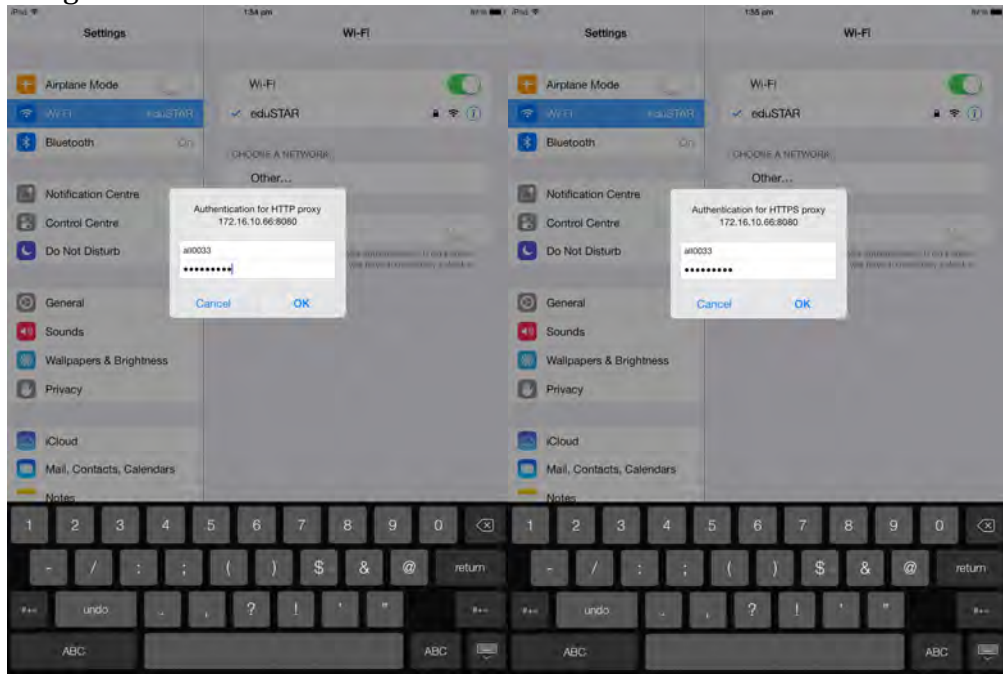 iPad 1:54 pm
Settings
Wi-Fi
Airplane Mode
Wi-Fi eduSTAR
Bluetooth On
Notification Centre
Control Centre
Do Not Disturb
General
Sounds
Wallpapers & Brightness
Privacy
iCloud
Mail, Contacts, Calendars
Notes
Wi-Fi
eduSTAR
CHOOSE A NETWORK...
Other...
Authentication for HTTP proxy
172.16.10.66:8080
all0033
•••••••••
Cancel OK
1 2 3 4 5 6 7 8 9 0
- / : ; ( ) $ & @ return
#+= undo . , ? ! ' " #+=
ABC ABC
iPad 1:55 pm
Settings
Wi-Fi
Airplane Mode
Wi-Fi eduSTAR
Bluetooth On
Notification Centre
Control Centre
Do Not Disturb
General
Sounds
Wallpapers & Brightness
Privacy
iCloud
Mail, Contacts, Calendars
Notes
Wi-Fi
eduSTAR
CHOOSE A NETWORK...
Other...
Authentication for HTTPS proxy
172.16.10.66:8080
all0033
•••••••••
Cancel OK
1 2 3 4 5 6 7 8 9 0
- / : ; ( ) $ & @ return
#+= undo . , ? ! ' " #+=
ABC ABC